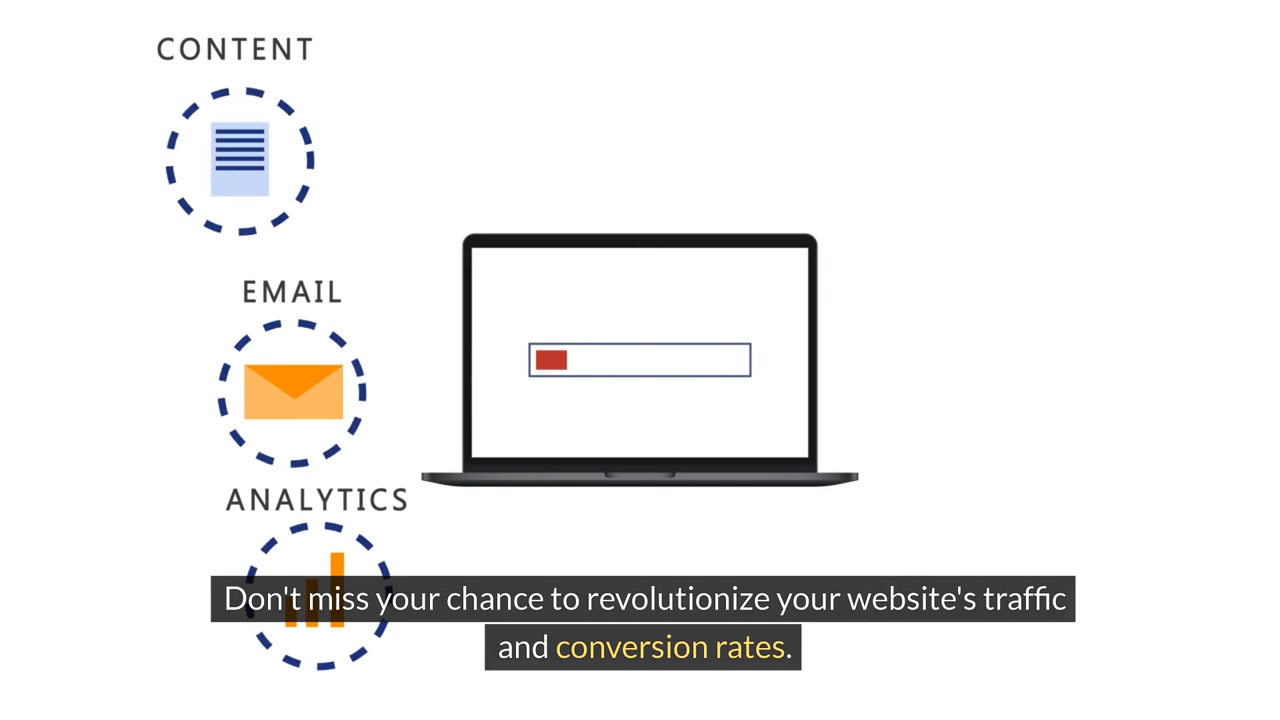 CONTENT
EMAIL
ANALYTICS
Don't miss your chance to revolutionize your website's traffic
and conversion rates.